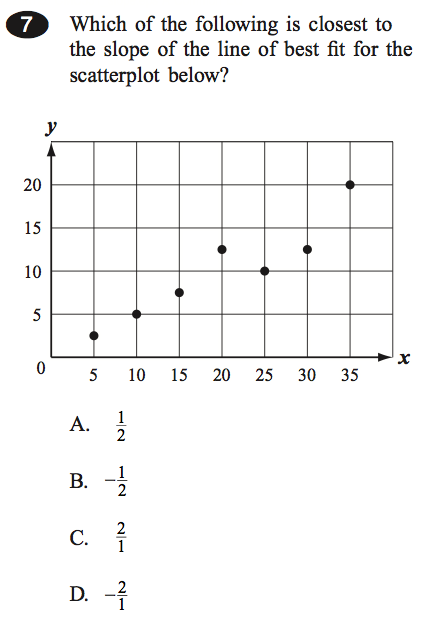 7 Which of the following is closest to
the slope of the line of best fit for the
scatterplot below?
y
20
15
10
5
0
5 10 15 20 25 30 35
x
A. 1/2
B. -1/2
C. 2/1
D. -2/1